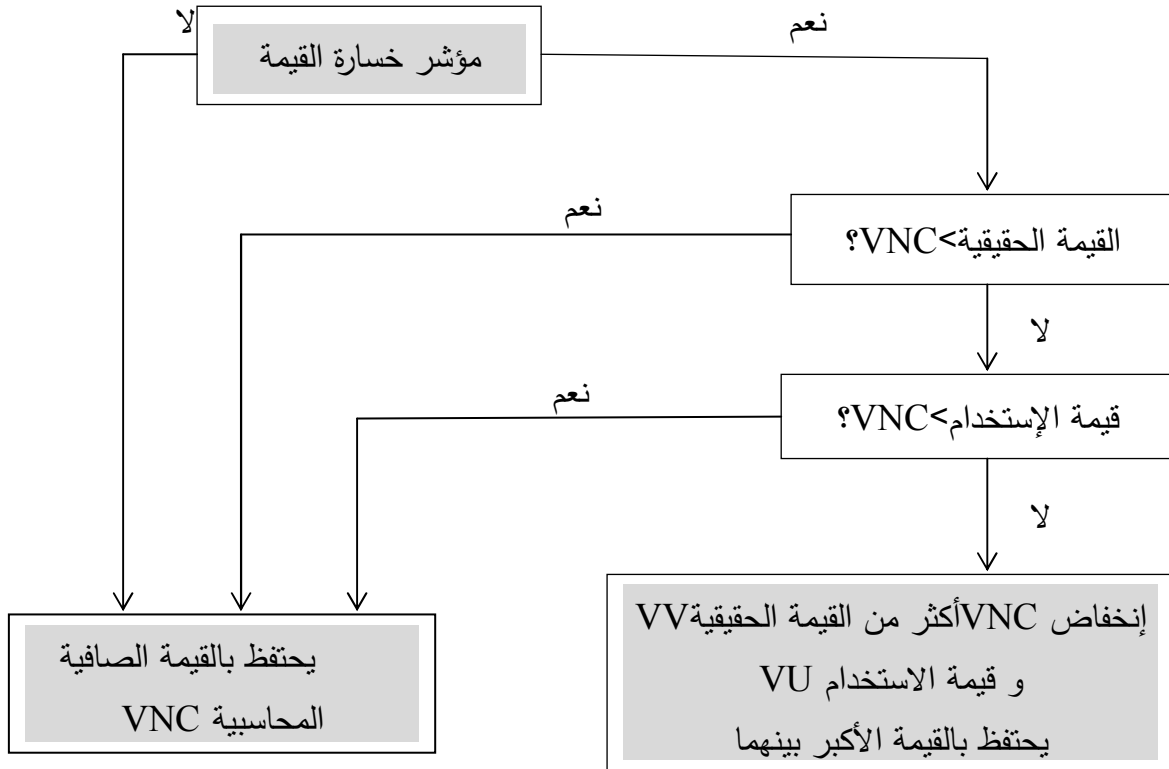 لا
نعم
مؤشر خسارة القيمة
نعم
القيمة الحقيقية>VNC؟
لا
نعم
قيمة الإستخدام>VNC؟
لا
إنخفاض VNCأكثر من القيمة الحقيقيةVV
و قيمة الاستخدام VU
يحتفظ بالقيمة الأكبر بينهما
يحتفظ بالقيمة الصافية
المحاسبية VNC